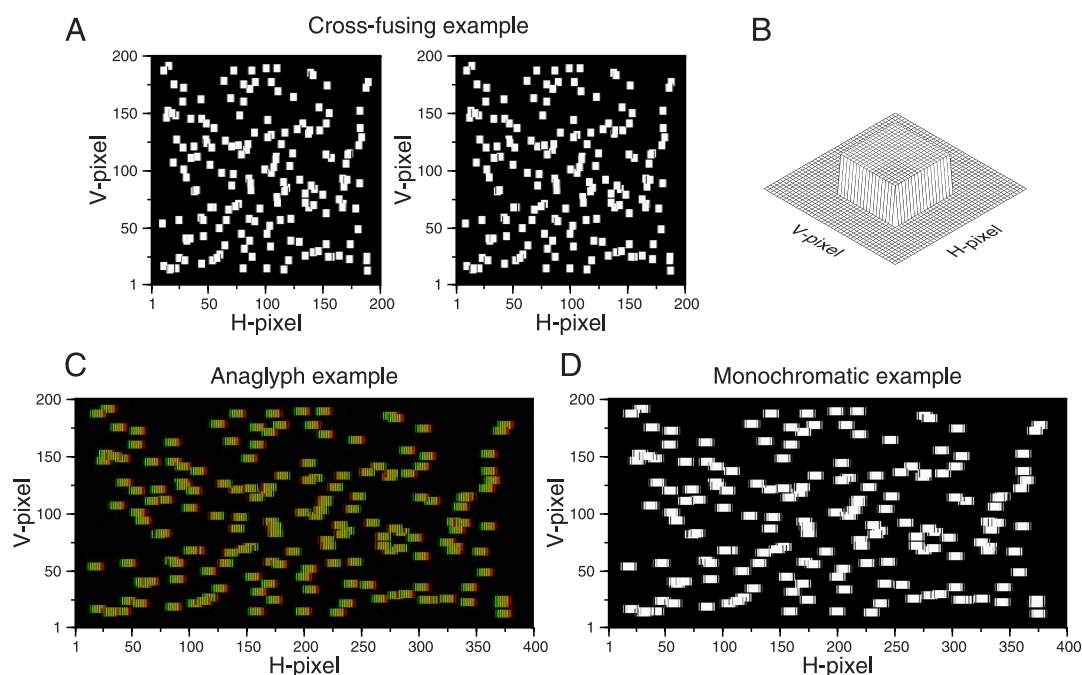 A
Cross-fusing example
B
200
150
100
50
1
V-pixel
1 50 100 150 200
H-pixel
200
150
100
50
1
V-pixel
1 50 100 150 200
H-pixel
V-pixel
H-pixel
C
Anaglyph example
200
150
100
50
1
V-pixel
1 50 100 150 200 250 300 350 400
H-pixel
D
Monochromatic example
200
150
100
50
1
V-pixel
1 50 100 150 200 250 300 350 400
H-pixel